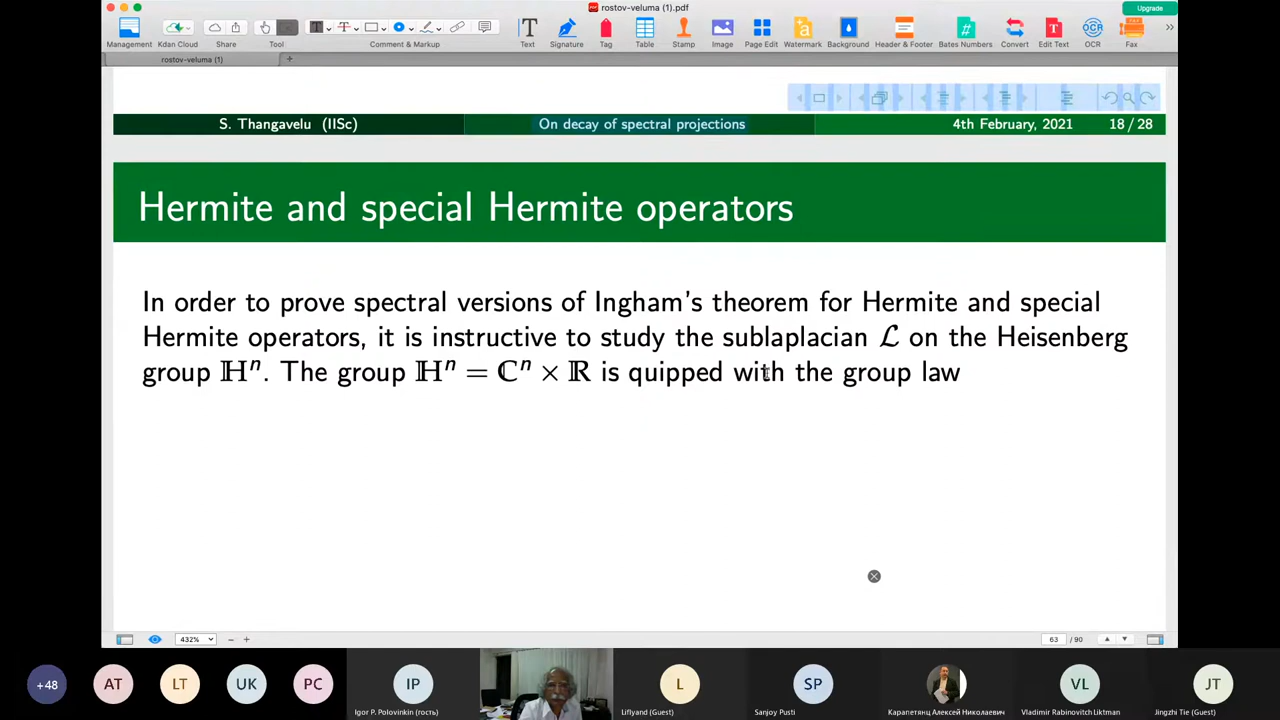 rostov-veluma (1).pdf
Upgrade
Management Kdan Cloud Share Tool Comment & Markup Text Signature Tag Table Stamp Image Page Edit Watermark Background Header & Footer Bates Numbers Convert Edit Text OCR Fax
rostov-veluma (1)
S. Thangavelu (IISc) On decay of spectral projections 4th February, 2021 18 / 28
Hermite and special Hermite operators
In order to prove spectral versions of Ingham's theorem for Hermite and special
Hermite operators, it is instructive to study the sublaplacian ℒ on the Heisenberg
group ℍⁿ. The group ℍⁿ = ℂⁿ × ℝ is quipped with the group law
432% 63 / 90
+48 AT LT UK PC IP L SP VL JT
Igor P. Polovinkin (гость) Liflyand (Guest) Sanjoy Pusti Карапетянц Алексей Николаевич Vladimir Rabinovitch Liktman Jingzhi Tie (Guest)